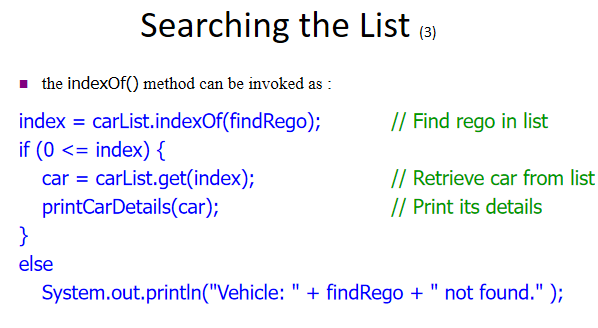 Searching the List (3)
the indexOf() method can be invoked as :
index = carList.indexOf(findRego); // Find rego in list
if (0 <= index) {
car = carList.get(index); // Retrieve car from list
printCarDetails(car); // Print its details
}
else
System.out.println("Vehicle: " + findRego + " not found." );